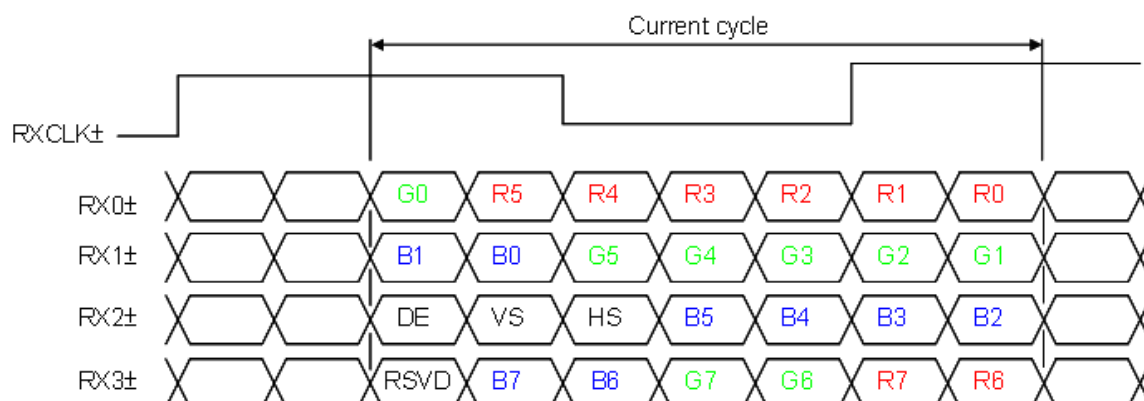 Current cycle
RXCLK±
RX0± G0 R5 R4 R3 R2 R1 R0
RX1± B1 B0 G5 G4 G3 G2 G1
RX2± DE VS HS B5 B4 B3 B2
RX3± RSVD B7 B6 G7 G6 R7 R6